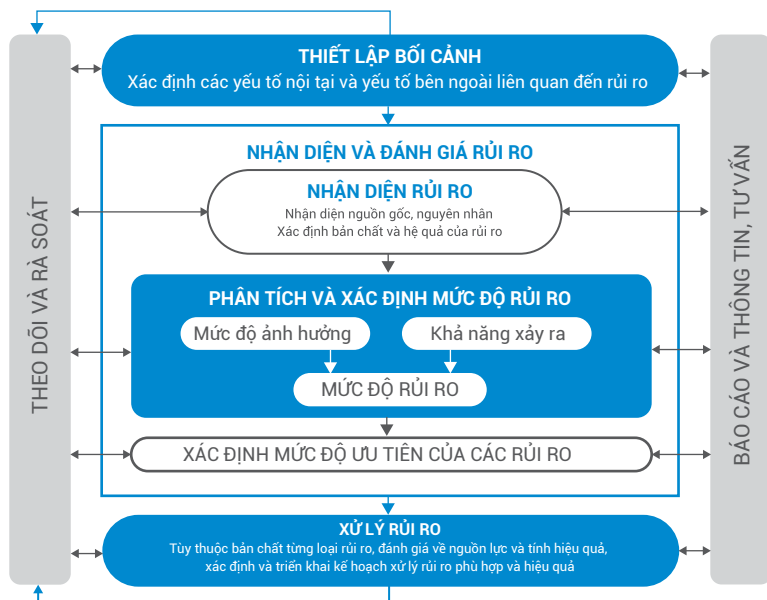 THIẾT LẬP BỐI CẢNH
Xác định các yếu tố nội tại và yếu tố bên ngoài liên quan đến rủi ro
THEO DÕI VÀ RÀ SOÁT
NHẬN DIỆN VÀ ĐÁNH GIÁ RỦI RO
NHẬN DIỆN RỦI RO
Nhận diện nguồn gốc, nguyên nhân
Xác định bản chất và hệ quả của rủi ro
PHÂN TÍCH VÀ XÁC ĐỊNH MỨC ĐỘ RỦI RO
Mức độ ảnh hưởng
Khả năng xảy ra
MỨC ĐỘ RỦI RO
XÁC ĐỊNH MỨC ĐỘ ƯU TIÊN CỦA CÁC RỦI RO
BÁO CÁO VÀ THÔNG TIN, TƯ VẤN
XỬ LÝ RỦI RO
Tùy thuộc bản chất từng loại rủi ro, đánh giá về nguồn lực và tính hiệu quả,
xác định và triển khai kế hoạch xử lý rủi ro phù hợp và hiệu quả